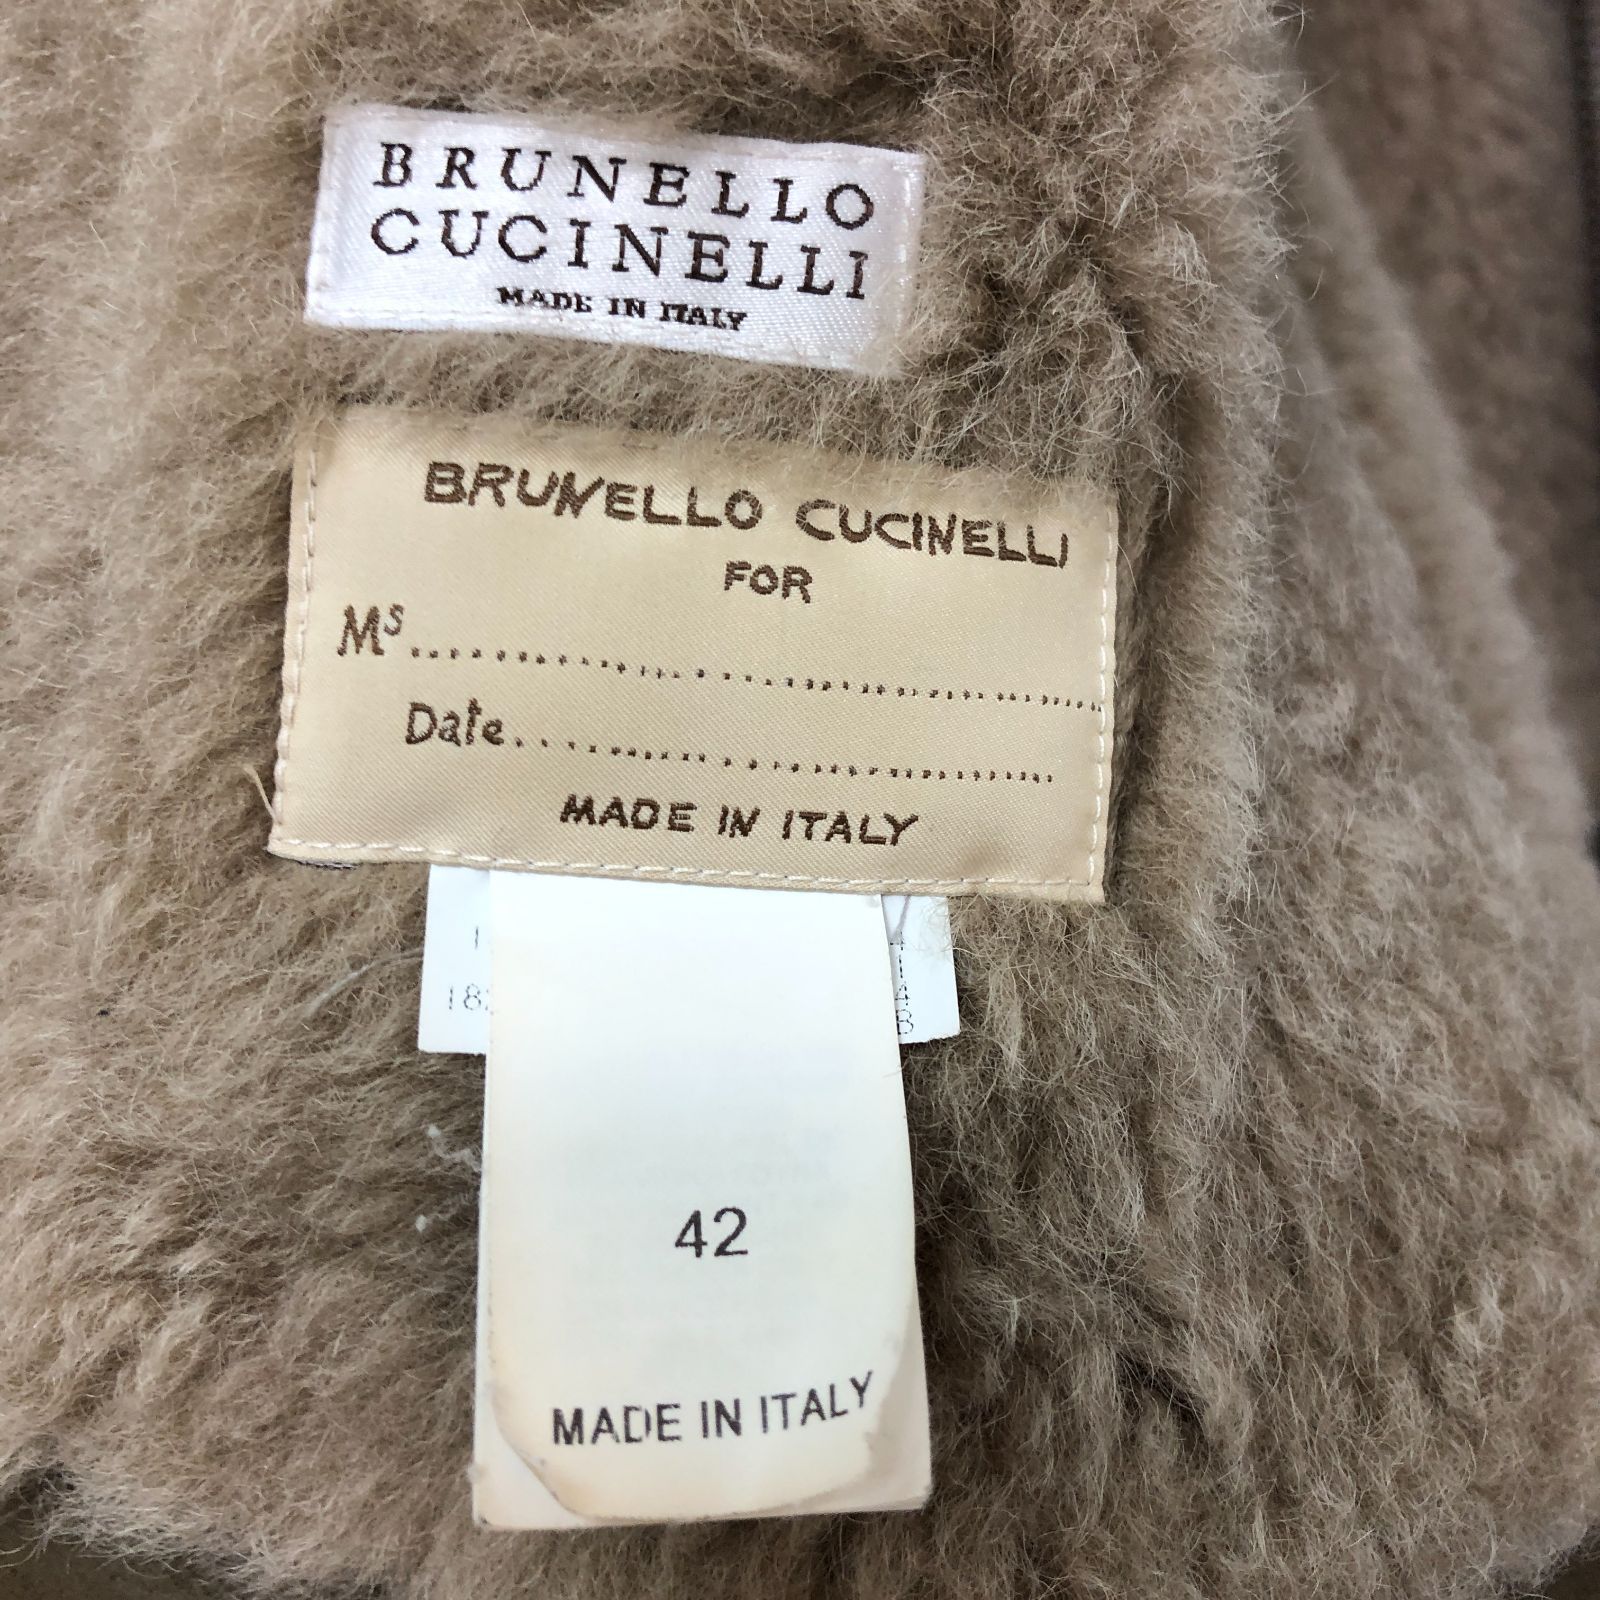 BRUNELLO
CUCINELLI
MADE IN ITALY
BRUNELLO CUCINELLI
FOR
Ms....................................................
Date........................................
MADE IN ITALY
42
MADE IN ITALY